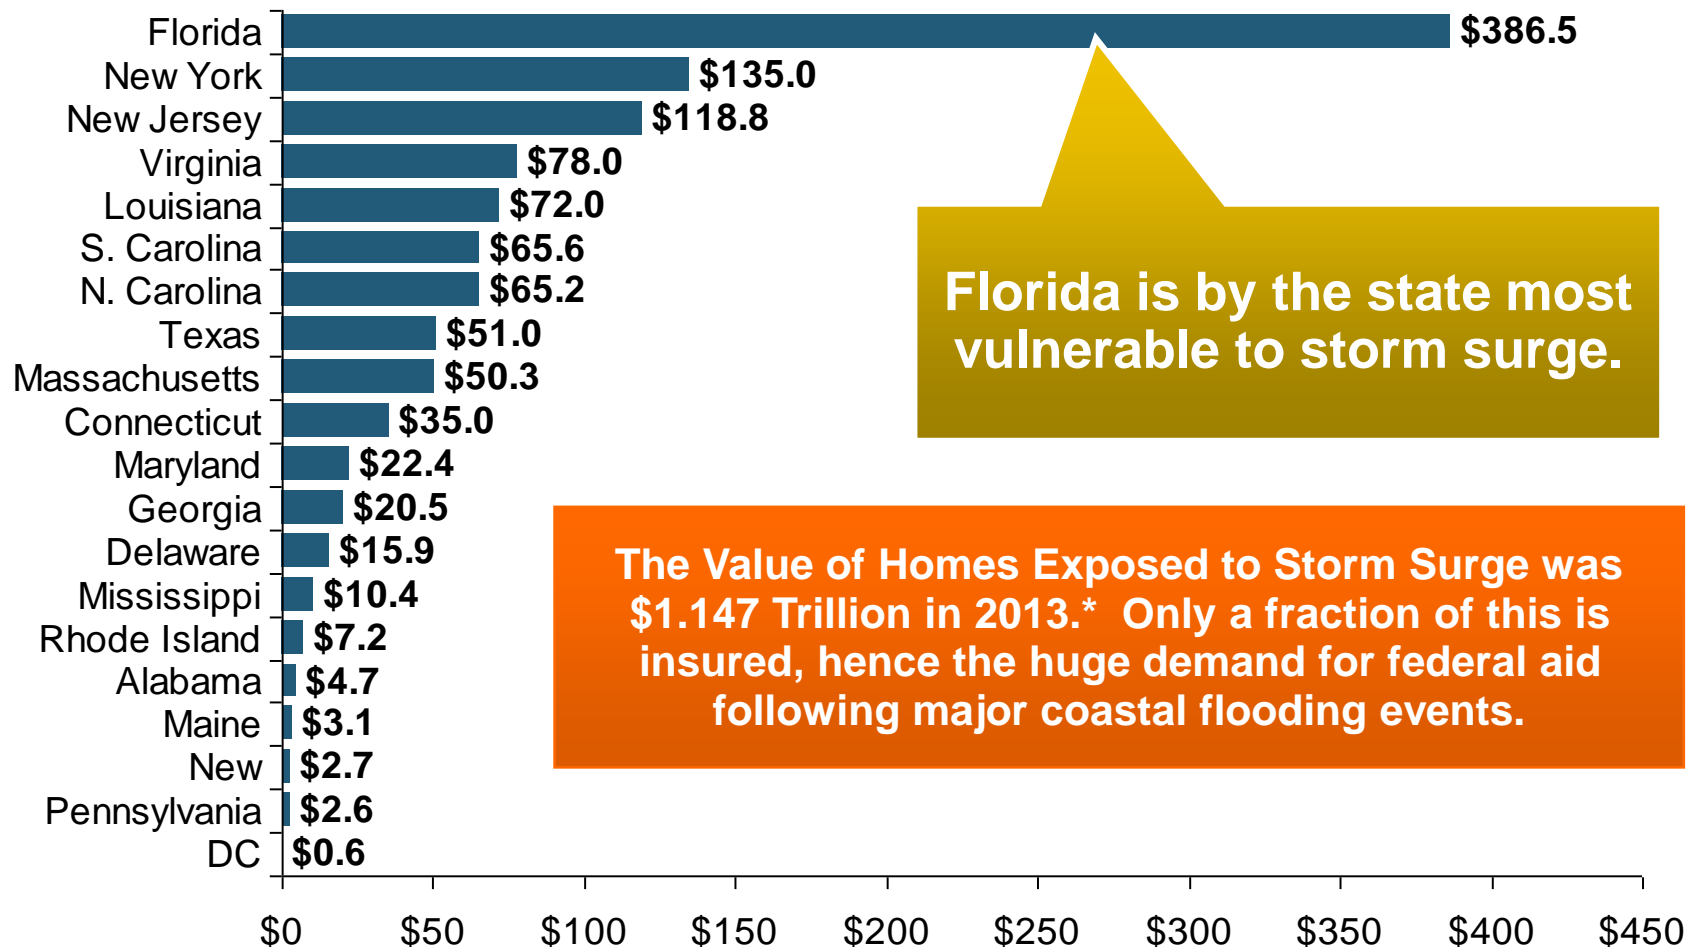 Florida $386.5
New York $135.0
New Jersey $118.8
Virginia $78.0
Louisiana $72.0
S. Carolina $65.6
N. Carolina $65.2
Texas $51.0
Massachusetts $50.3
Connecticut $35.0
Maryland $22.4
Georgia $20.5
Delaware $15.9
Mississippi $10.4
Rhode Island $7.2
Alabama $4.7
Maine $3.1
New $2.7
Pennsylvania $2.6
DC $0.6
$0 $50 $100 $150 $200 $250 $300 $350 $400 $450
Florida is by the state most
vulnerable to storm surge.
The Value of Homes Exposed to Storm Surge was
$1.147 Trillion in 2013.* Only a fraction of this is
insured, hence the huge demand for federal aid
following major coastal flooding events.